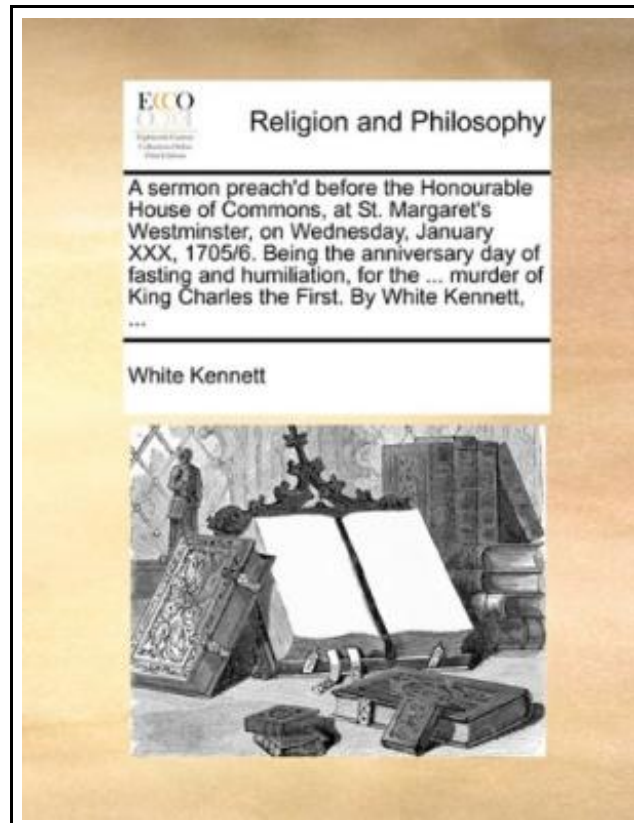 ECCO
Religion and Philosophy
A sermon preach'd before the Honourable
House of Commons, at St. Margaret's
Westminster, on Wednesday, January
XXX, 1705/6. Being the anniversary day of
fasting and humiliation, for the ... murder of
King Charles the First. By White Kennett,
...
White Kennett